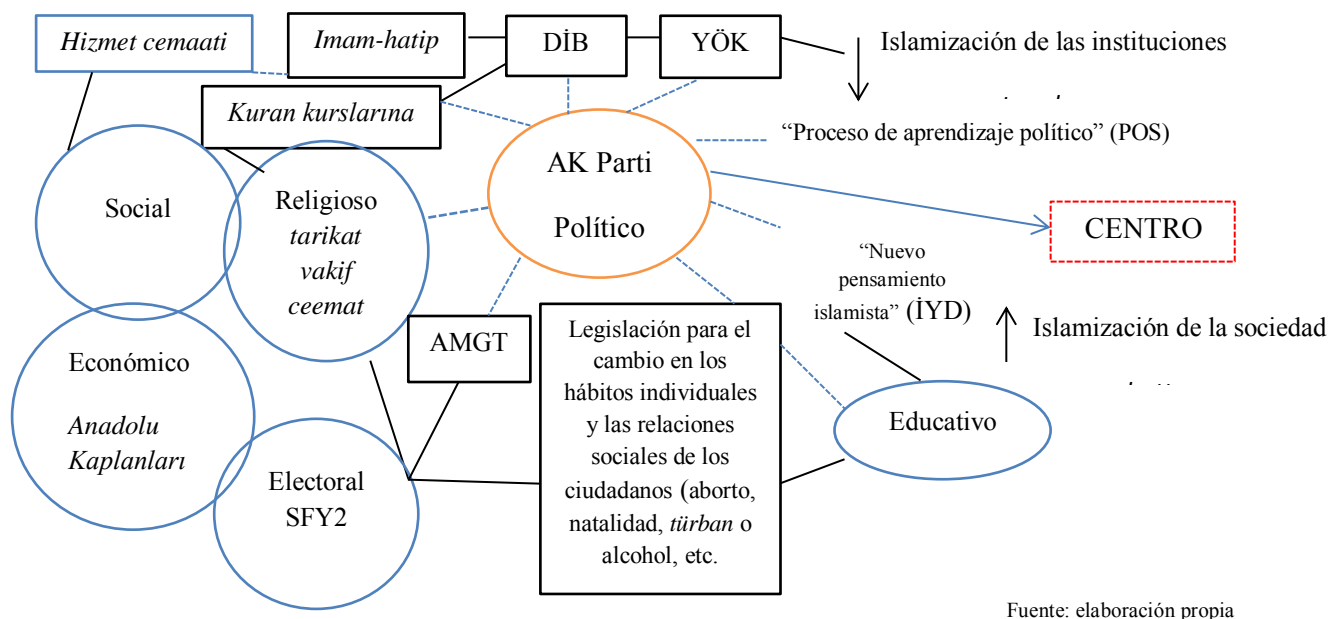 Hizmet cemaati
Imam-hatip
DİB
YÖK
Islamización de las instituciones
Kuran kurslarına
“Proceso de aprendizaje político” (POS)
AK Parti
Político
Social
Religioso
tarikat
vakif
ceemat
CENTRO
“Nuevo
pensamiento
islamista” (İYD)
Islamización de la sociedad
AMGT
Legislación para el
cambio en los
hábitos individuales
y las relaciones
sociales de los
ciudadanos (aborto,
natalidad, türban o
alcohol, etc.
Económico
Anadolu
Kaplanları
Educativo
Electoral
SFY2
Fuente: elaboración propia